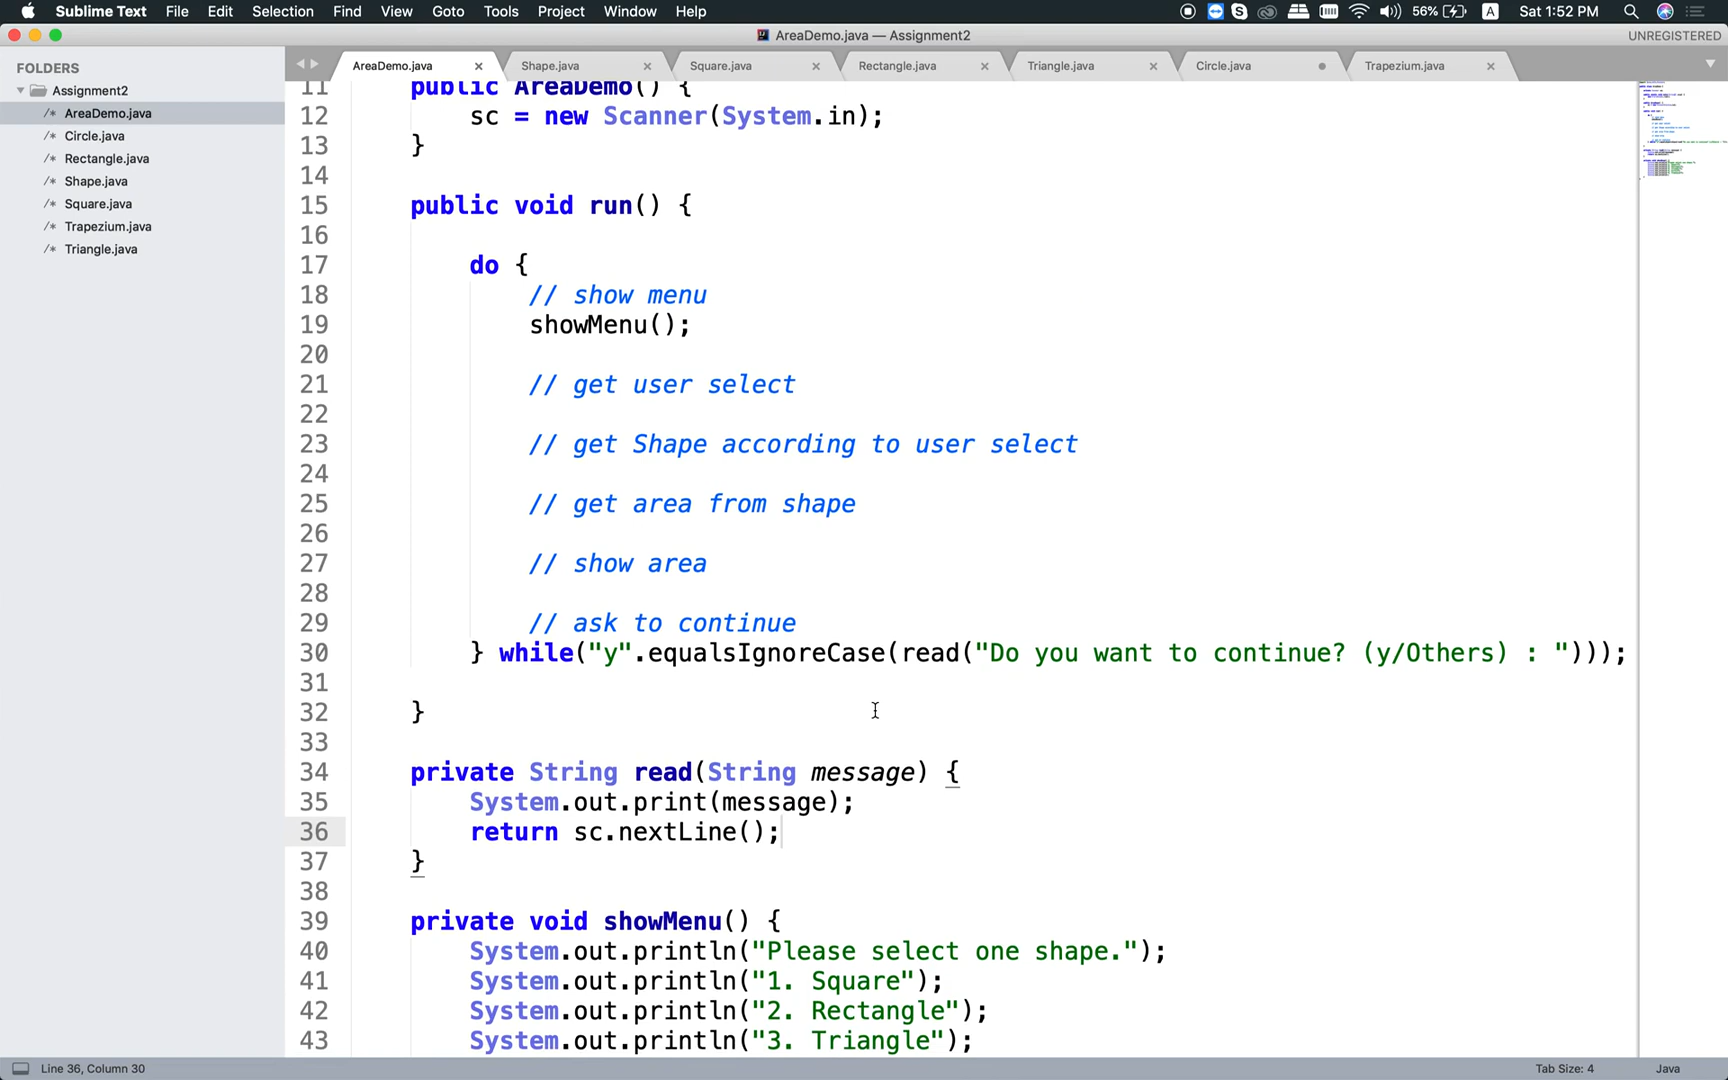 Sublime Text File Edit Selection Find View Goto Tools Project Window Help 56% A Sat 1:52 PM
AreaDemo.java — Assignment2 UNREGISTERED
FOLDERS
Assignment2
/* AreaDemo.java
/* Circle.java
/* Rectangle.java
/* Shape.java
/* Square.java
/* Trapezium.java
/* Triangle.java
AreaDemo.java Shape.java Square.java Rectangle.java Triangle.java Circle.java Trapezium.java
11 public AreaDemo() {
12 sc = new Scanner(System.in);
13 }
14
15 public void run() {
16
17 do {
18 // show menu
19 showMenu();
20
21 // get user select
22
23 // get Shape according to user select
24
25 // get area from shape
26
27 // show area
28
29 // ask to continue
30 } while("y".equalsIgnoreCase(read("Do you want to continue? (y/Others) : ")));
31
32 }
33
34 private String read(String message) {
35 System.out.print(message);
36 return sc.nextLine();
37 }
38
39 private void showMenu() {
40 System.out.println("Please select one shape.");
41 System.out.println("1. Square");
42 System.out.println("2. Rectangle");
43 System.out.println("3. Triangle");
Line 36, Column 30 Tab Size: 4 Java